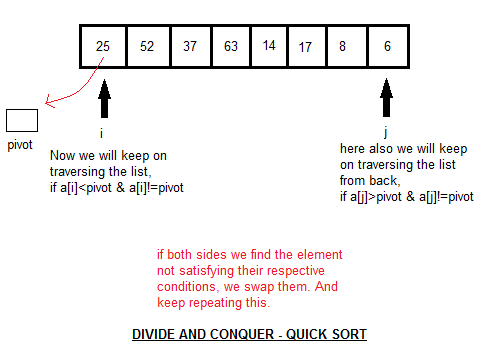 25 52 37 63 14 17 8 6
pivot
i
Now we will keep on
traversing the list,
if a[i]<pivot & a[i]!=pivot
j
here also we will keep
on traversing the list
from back,
if a[j]>pivot & a[j]!=pivot
if both sides we find the element
not satisfying their respective
conditions, we swap them. And
keep repeating this.
DIVIDE AND CONQUER - QUICK SORT